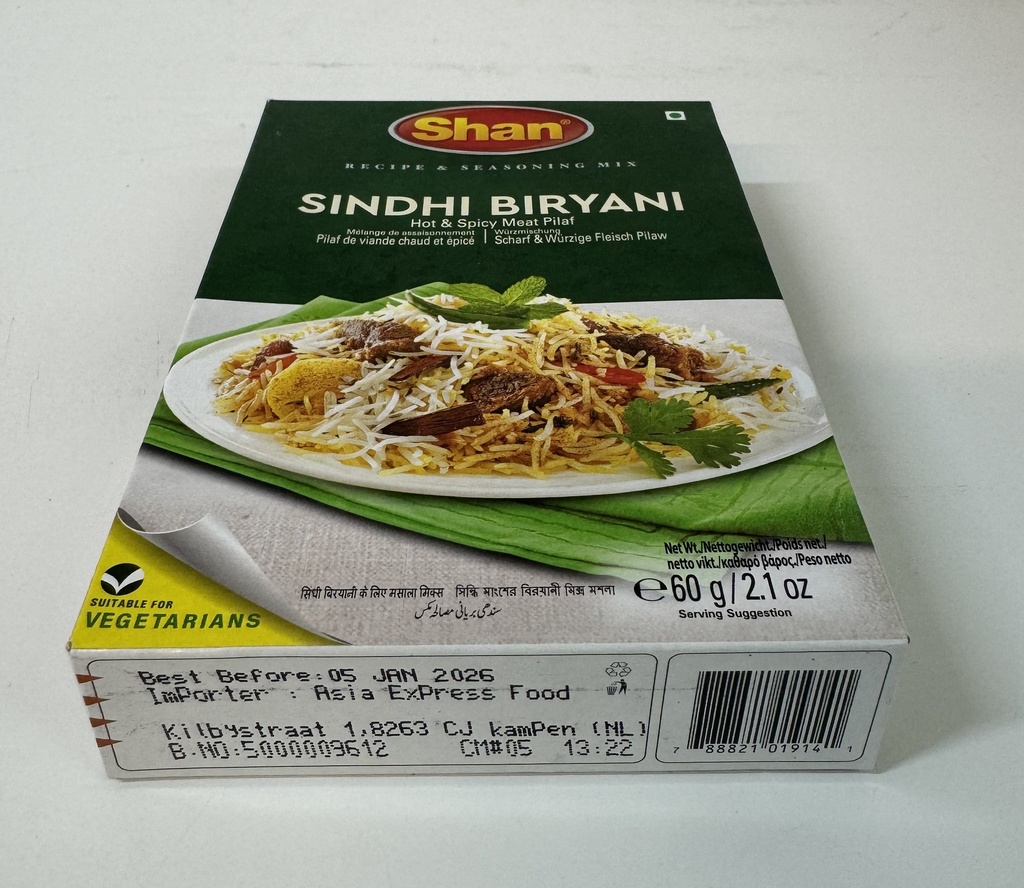 Shan®
RECIPE & SEASONING MIX
SINDHI BIRYANI
Hot & Spicy Meat Pilaf
Mélange de assaisonnement
Pilaf de viande chaud et épicé
Würzmischung
Scharf & Würzige Fleisch Pilaw
Net Wt./Nettogewicht./Poids net./
netto vikt./καθαρό βάρος./Peso netto
e 60 g/2.1 oz
Serving Suggestion
सिंधी बिरयानी के लिए मसाला मिक्स
সিন্ধি মাংসের বিরয়ানী মিক্স মশলা
سندھی بریانی مصالحہ مکس
SUITABLE FOR
VEGETARIANS
Best Before:05 JAN 2026
ImPorter : Asia ExPress Food
Kilbystraat 1,8263 CJ kamPen (NL)
B.NO:5000009612 CM#05 13:22
7 88821 01914 1